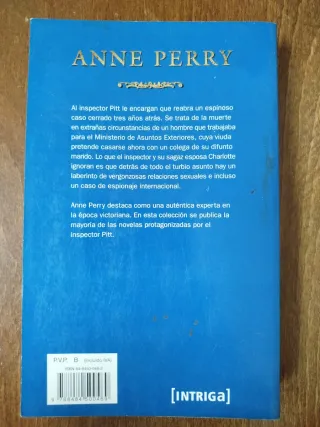 ANNE PERRY
Al inspector Pitt le encargan que reabra un espinoso
caso cerrado tres años atrás. Se trata de la muerte
en extrañas circunstancias de un hombre que trabajaba
para el Ministerio de Asuntos Exteriores, cuya viuda
pretende casarse ahora con un colega de su difunto
marido. Lo que el inspector y su sagaz esposa Charlotte
ignoran es que detrás de todo el turbio asunto hay un
laberinto de vergonzosas relaciones sexuales e incluso
un caso de espionaje internacional.
Anne Perry destaca como una auténtica experta en
la época victoriana. En esta colección se publica la
mayoría de las novelas protagonizadas por el
inspector Pitt.
P.V.P. B
[INTRIGa]